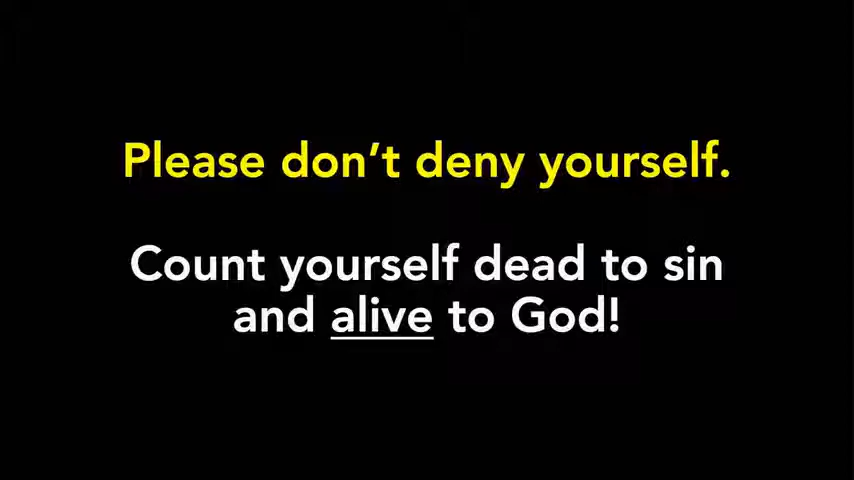 Please don’t deny yourself.
Count yourself dead to sin
and alive to God!